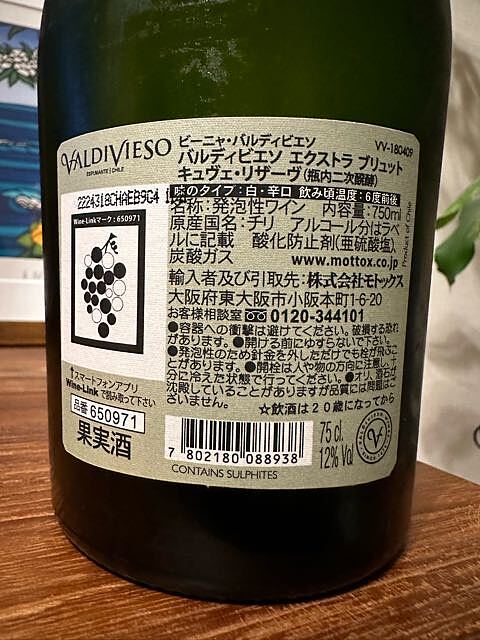 VALDIVIESO
ESPUMANTE | CHILE
ビーニャ・バルディビエソ
VV-180409
バルディビエソ エクストラ ブリュット
キュヴェ・リザーヴ(瓶内二次醗酵)
味のタイプ:白・辛口 飲み頃温度:6度前後
名称:発泡性ワイン 内容量:750ml
原産国名:チリ アルコール分はラベ
ルに記載 酸化防止剤(亜硫酸塩)、
炭酸ガス www.mottox.co.jp
Product of Chile
輸入者及び引取先:株式会社モトックス
大阪府東大阪市小阪本町1-6-20
お客様相談室 0120-344101
●容器への衝撃は避けてください。破損する恐れ
があります。●開ける前にゆすらないで下さい。
●発泡性のため針金を外しただけでも栓が飛ぶこ
とがあります。●開栓は人や物の方向に注意し、十
分に冷えた状態で行ってください。●オリ、酒石が
沈殿していることがありますが品質には問題はご
ざいません。
☆飲酒は20歳になってから
Wine-Linkマーク:650971
↑スマートフォンアプリ
Wine-Linkで読み取って下さい
品番 650971
果実酒
7 802180 088938
75 cl.
12% Vol
CONTAINS SULPHITES